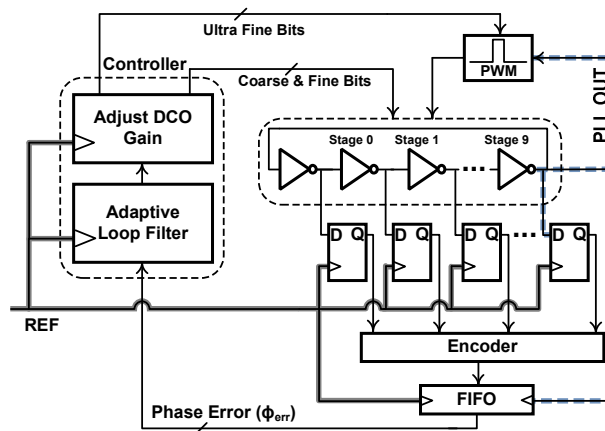 Ultra Fine Bits
Controller
Coarse & Fine Bits
PWM
PLL_OUT
Adjust DCO
Gain
Stage 0
Stage 1
Stage 9
Adaptive
Loop Filter
D Q
D Q
D Q
D Q
REF
Encoder
FIFO
Phase Error (ϕerr)